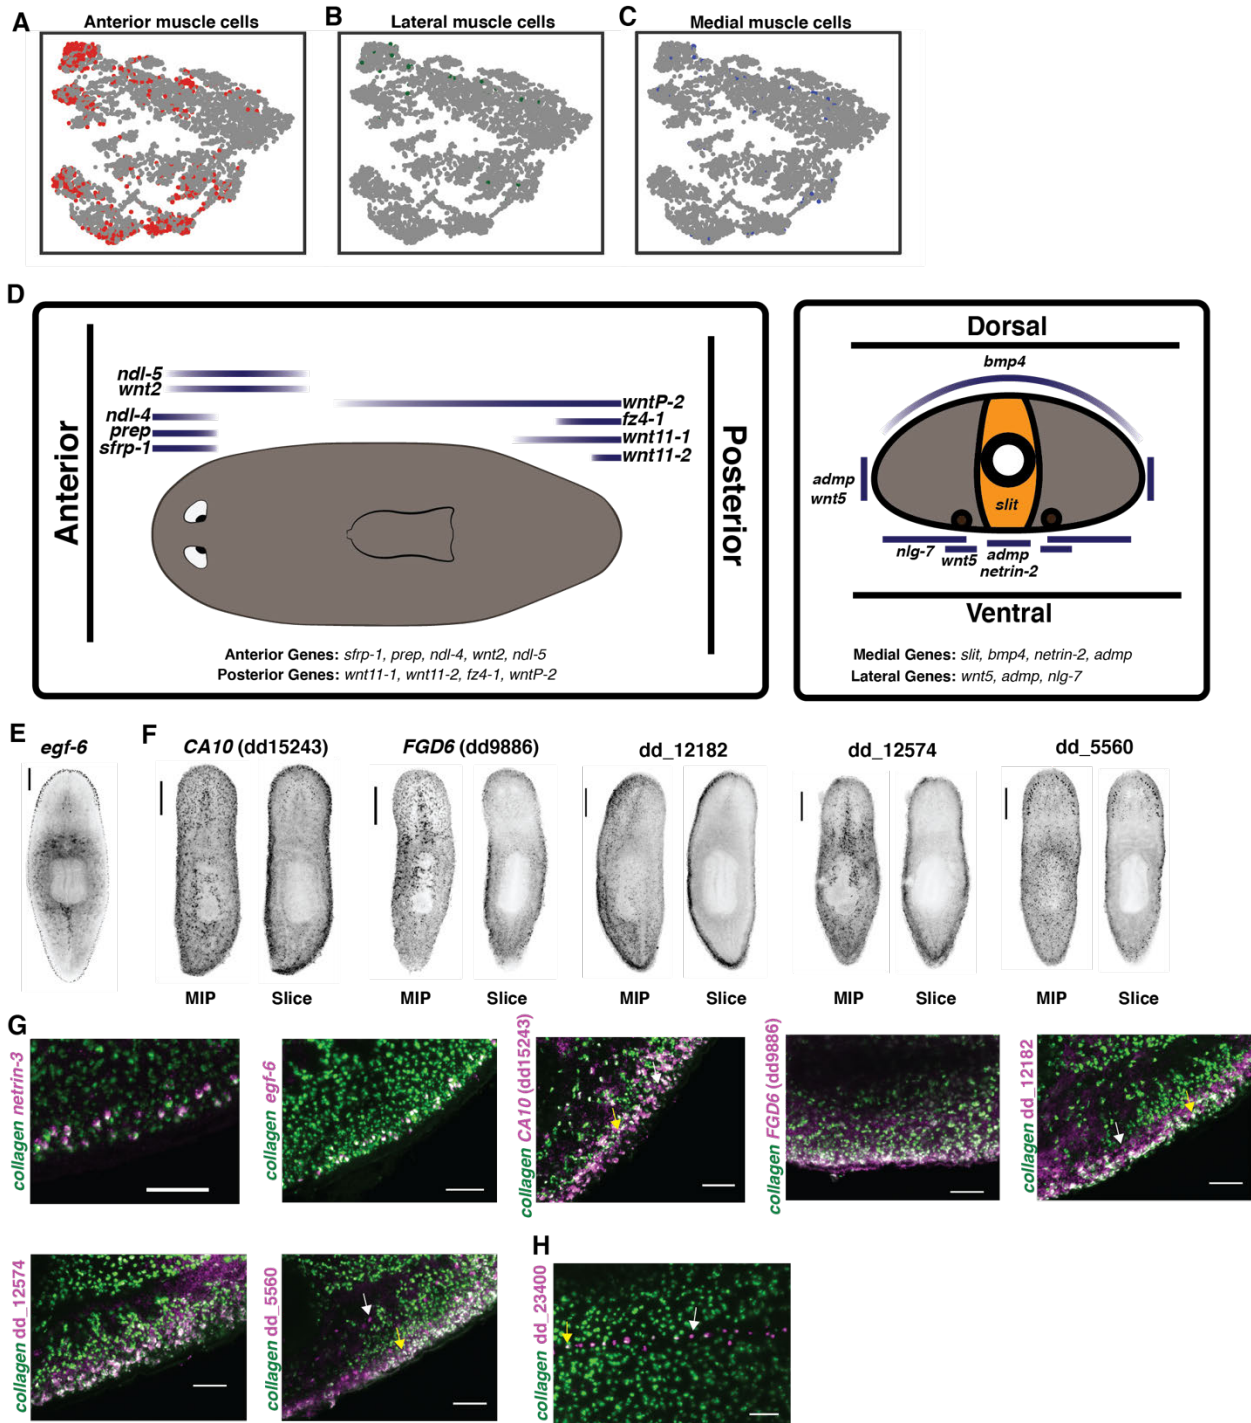 A
Anterior muscle cells
B
Lateral muscle cells
C
Medial muscle cells
D
Anterior
ndl-5
wnt2
ndl-4
prep
sfrp-1
wntP-2
fz4-1
wnt11-1
wnt11-2
Posterior
Anterior Genes: sfrp-1, prep, ndl-4, wnt2, ndl-5
Posterior Genes: wnt11-1, wnt11-2, fz4-1, wntP-2
Dorsal
bmp4
admp
wnt5
slit
nlg-7
wnt5
admp
netrin-2
Ventral
Medial Genes: slit, bmp4, netrin-2, admp
Lateral Genes: wnt5, admp, nlg-7
E
egf-6
F
CA10 (dd15243)
FGD6 (dd9886)
dd_12182
dd_12574
dd_5560
MIP
Slice
MIP
Slice
MIP
Slice
MIP
Slice
MIP
Slice
G
collagen netrin-3
collagen egf-6
collagen CA10 (dd15243)
collagen FGD6 (dd9886)
collagen dd_12182
collagen dd_12574
collagen dd_5560
H
collagen dd_23400